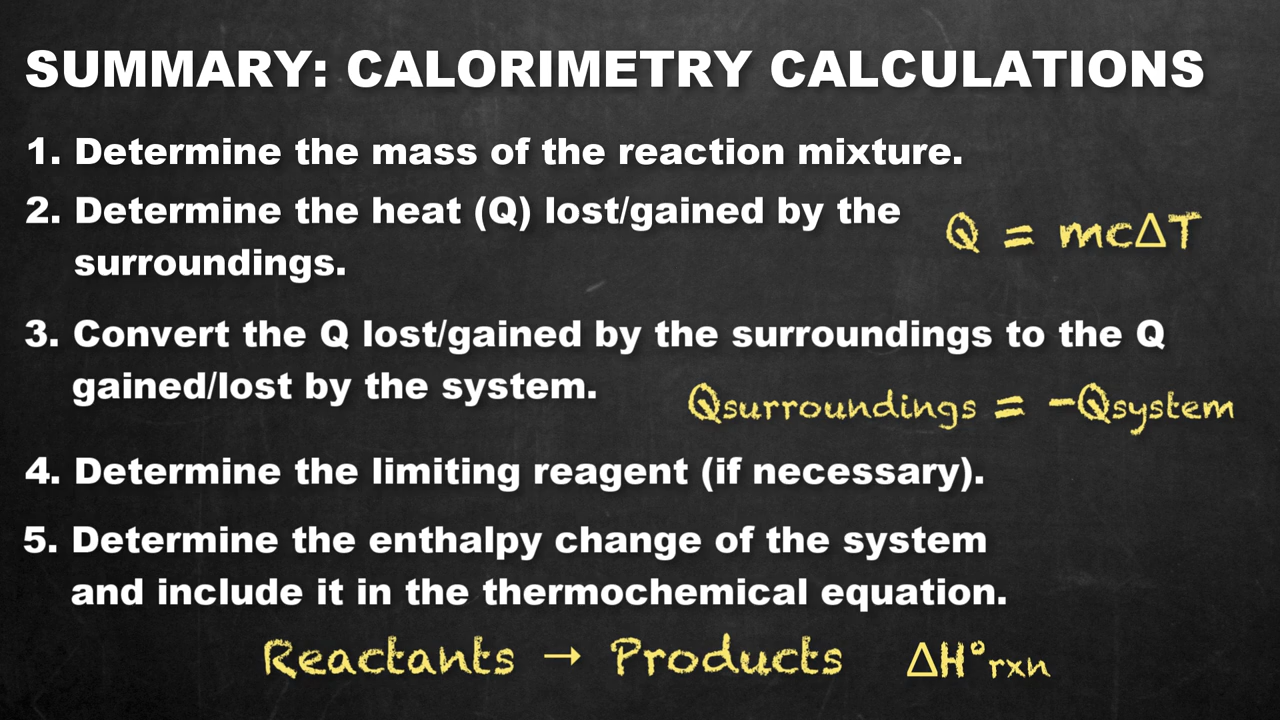 SUMMARY: CALORIMETRY CALCULATIONS
1. Determine the mass of the reaction mixture.
2. Determine the heat (Q) lost/gained by the
surroundings.
Q = mcΔT
3. Convert the Q lost/gained by the surroundings to the Q
gained/lost by the system.
Qsurroundings = -Qsystem
4. Determine the limiting reagent (if necessary).
5. Determine the enthalpy change of the system
and include it in the thermochemical equation.
Reactants → Products ΔH°rxn